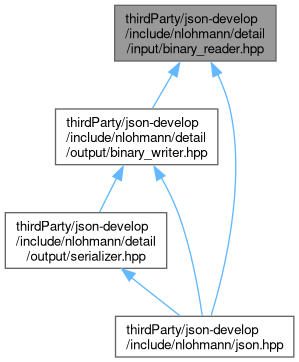 thirdParty/json-develop
/include/nlohmann/detail
/input/binary_reader.hpp
thirdParty/json-develop
/include/nlohmann/detail
/output/binary_writer.hpp
thirdParty/json-develop
/include/nlohmann/detail
/output/serializer.hpp
thirdParty/json-develop
/include/nlohmann/json.hpp